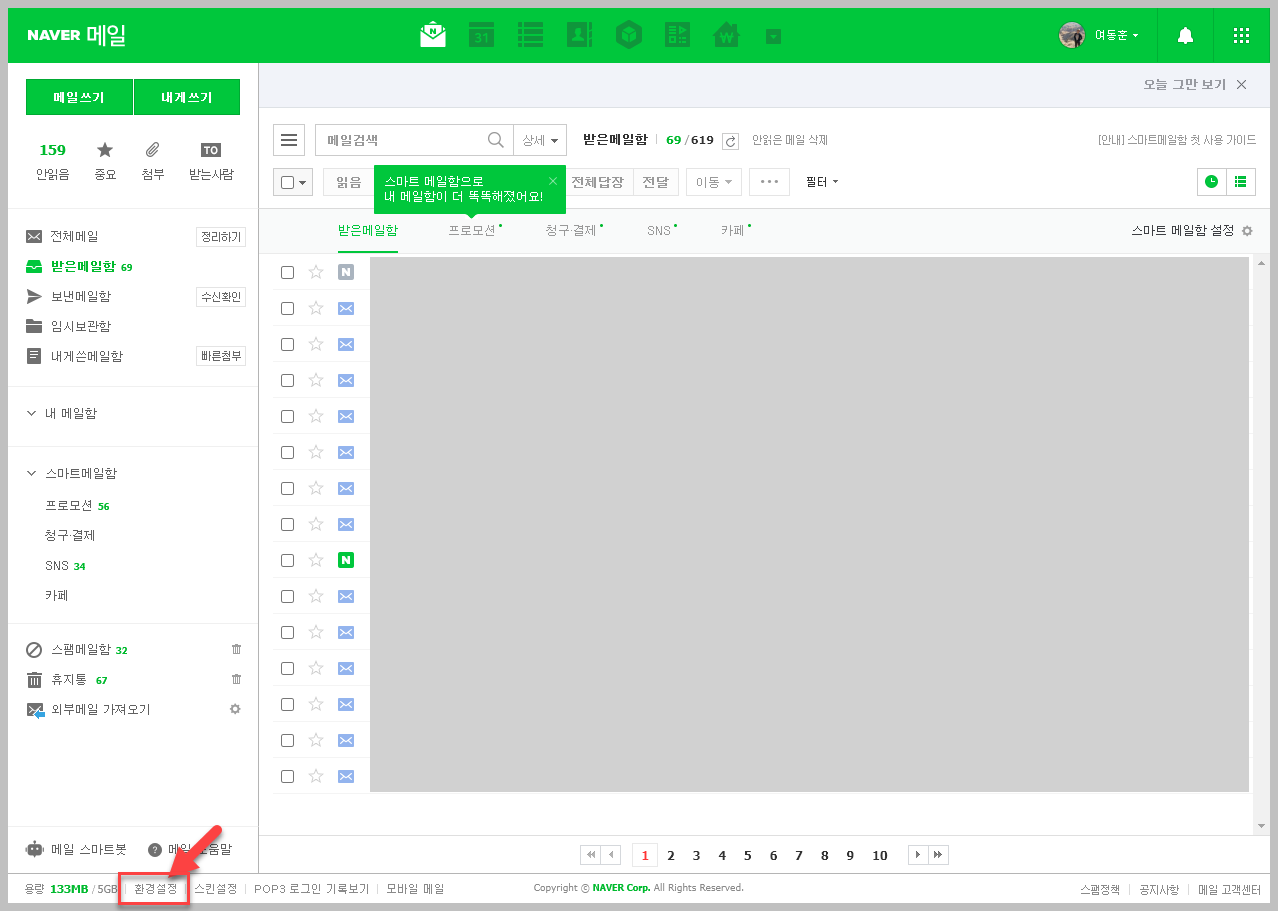 NAVER 메일
31
여동훈
메일쓰기
내게쓰기
오늘 그만 보기
159
TO
안읽음
중요
첨부
받는사람
메일검색
상세
받은메일함
69 / 619
안읽은 메일 삭제
[안내] 스마트메일함 첫 사용 가이드
읽음
스마트 메일함으로
내 메일함이 더 똑똑해졌어요!
전체답장
전달
이동
필터
받은메일함
프로모션
청구·결제
SNS
카페
스마트 메일함 설정
전체메일
정리하기
받은메일함 69
보낸메일함
수신확인
임시보관함
내게쓴메일함
빠른첨부
내 메일함
스마트메일함
프로모션 56
청구·결제
SNS 34
카페
스팸메일함 32
휴지통 67
외부메일 가져오기
N
N
메일 스마트봇
메일
움말
1 2 3 4 5 6 7 8 9 10
용량 133MB / 5GB
환경설정
스킨설정
POP3 로그인 기록보기
모바일 메일
Copyright © NAVER Corp. All Rights Reserved.
스팸정책
공지사항
메일 고객센터